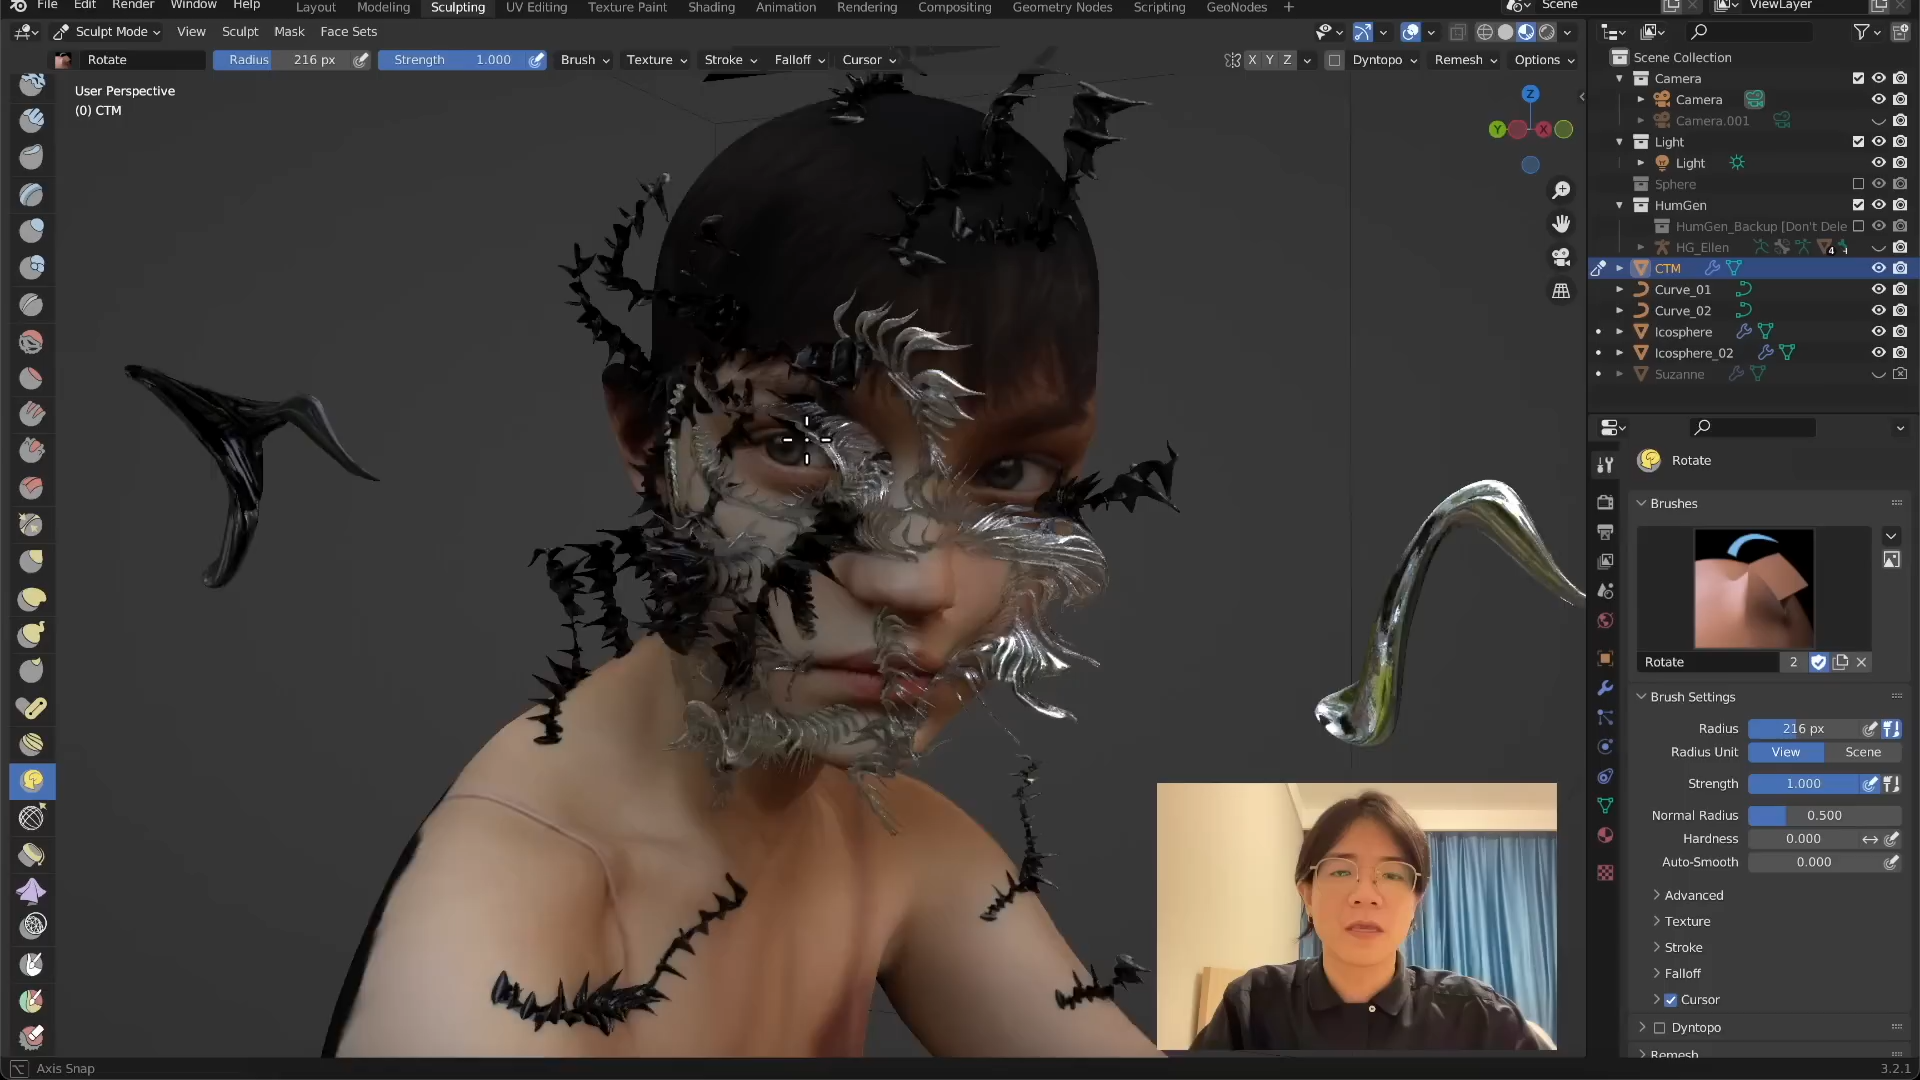 File Edit Render Window Help Layout Modeling Sculpting UV Editing Texture Paint Shading Animation Rendering Compositing Geometry Nodes Scripting GeoNodes + Scene ViewLayer
Sculpt Mode View Sculpt Mask Face Sets
Rotate Radius 216 px Strength 1.000 Brush Texture Stroke Falloff Cursor X Y Z Dyntopo Remesh Options
User Perspective
(0) CTM
Z
Y X
Scene Collection
Camera
Camera
Camera.001
Light
Light
Sphere
HumGen
HumGen_Backup [Don't Dele
HG_Ellen 4
CTM
Curve_01
Curve_02
Icosphere
Icosphere_02
Suzanne
Rotate
Brushes
Rotate 2
Brush Settings
Radius 216 px
Radius Unit View Scene
Strength 1.000
Normal Radius 0.500
Hardness 0.000
Auto-Smooth 0.000
Advanced
Texture
Stroke
Falloff
Cursor
Dyntopo
Remesh
Axis Snap 3.2.1